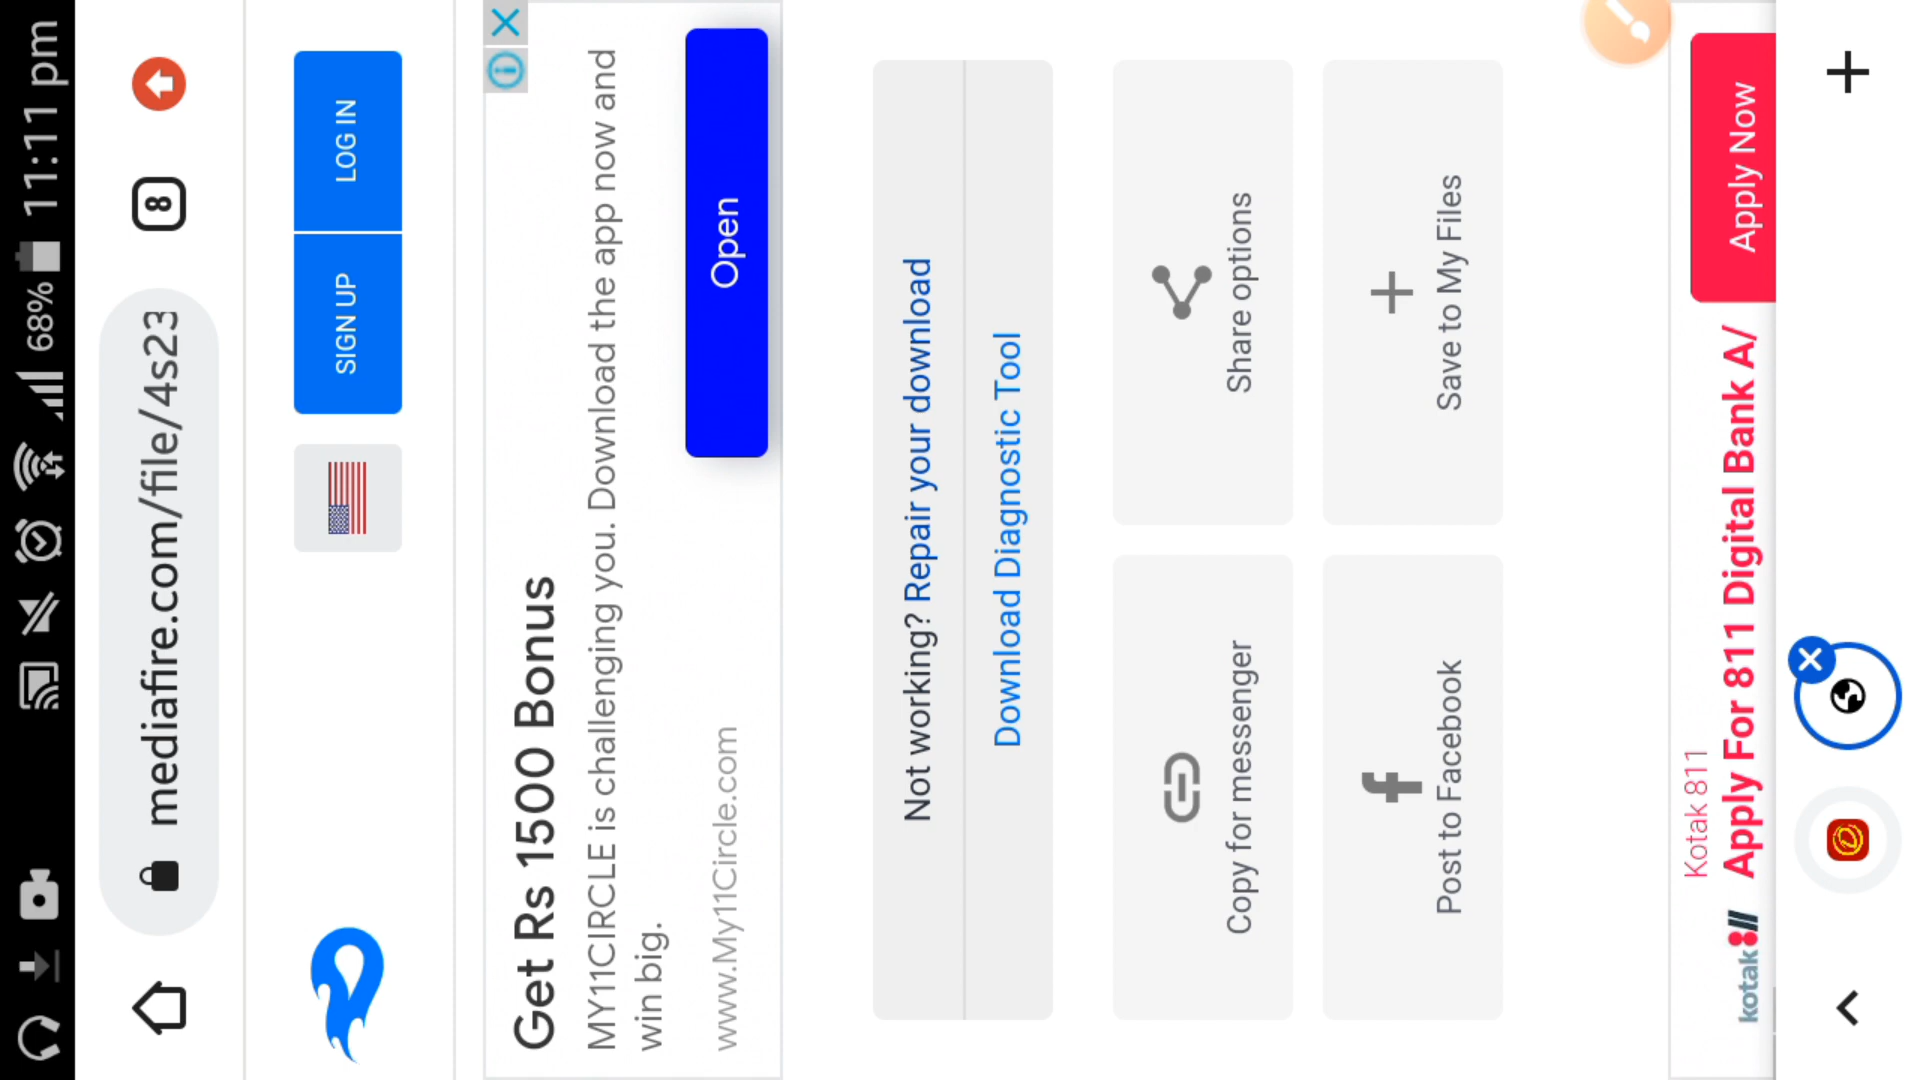 68% 11:11 pm
mediafire.com/file/4s23
8
SIGN UP
LOG IN
Get Rs 1500 Bonus
MY11CIRCLE is challenging you. Download the app now and
win big.
www.My11Circle.com
Open
Not working? Repair your download
Download Diagnostic Tool
Copy for messenger
Share options
Post to Facebook
Save to My Files
Kotak 811
kotak 811
Apply For 811 Digital Bank A/
Apply Now